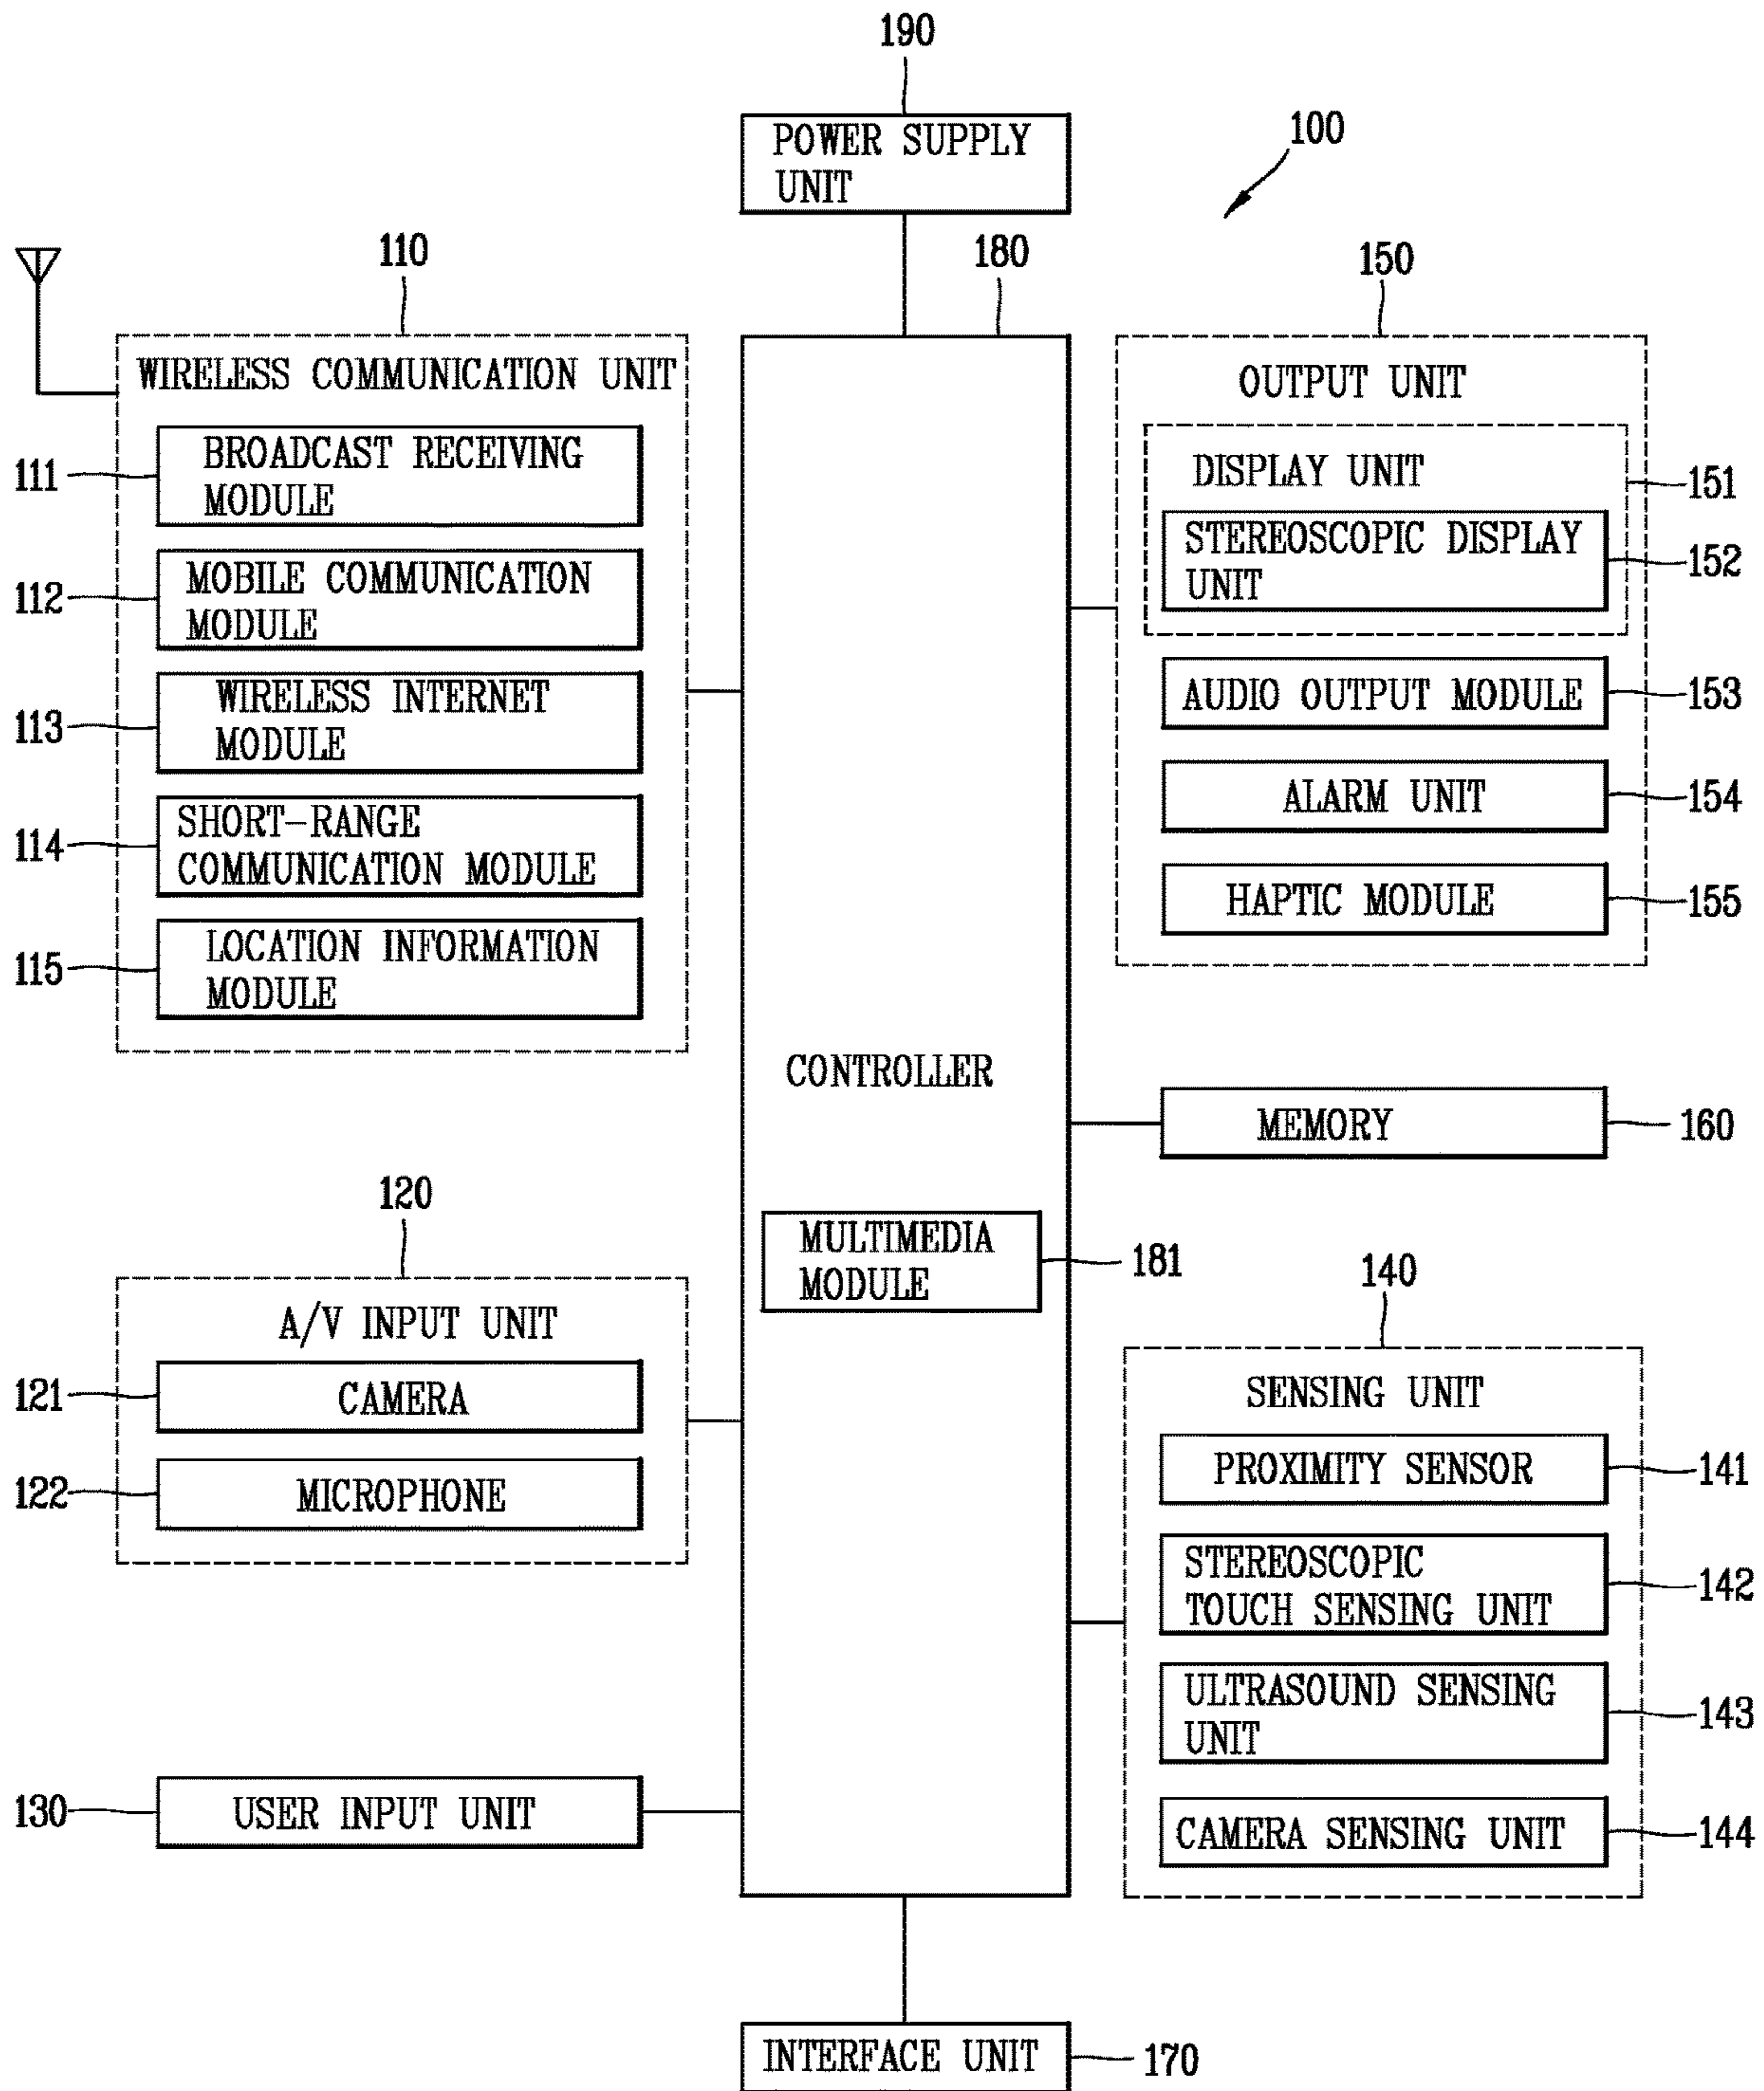 190
POWER SUPPLY
UNIT
100
110
180
150
WIRELESS COMMUNICATION UNIT
111
BROADCAST RECEIVING
MODULE
112
MOBILE COMMUNICATION
MODULE
113
WIRELESS INTERNET
MODULE
114
SHORT-RANGE
COMMUNICATION MODULE
115
LOCATION INFORMATION
MODULE
OUTPUT UNIT
DISPLAY UNIT
151
STEREOSCOPIC DISPLAY
UNIT
152
AUDIO OUTPUT MODULE
153
ALARM UNIT
154
HAPTIC MODULE
155
CONTROLLER
MEMORY
160
MULTIMEDIA
MODULE
181
120
A/V INPUT UNIT
121
CAMERA
122
MICROPHONE
140
SENSING UNIT
PROXIMITY SENSOR
141
STEREOSCOPIC
TOUCH SENSING UNIT
142
ULTRASOUND SENSING
UNIT
143
CAMERA SENSING UNIT
144
130
USER INPUT UNIT
INTERFACE UNIT
170